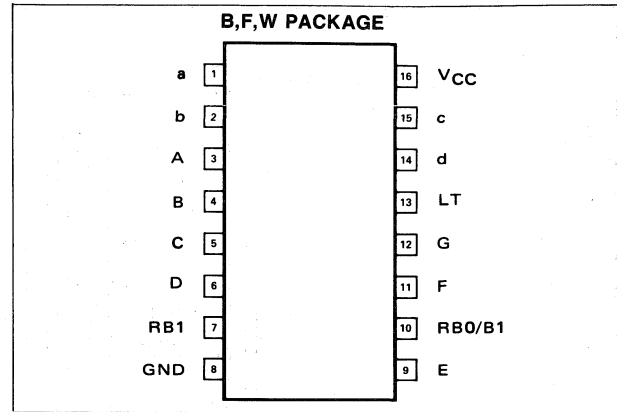 B,F,W PACKAGE
a 1 16 VCC
b 2 15 c
A 3 14 d
B 4 13 LT
C 5 12 G
D 6 11 F
RB1 7 10 RB0/B1
GND 8 9 E